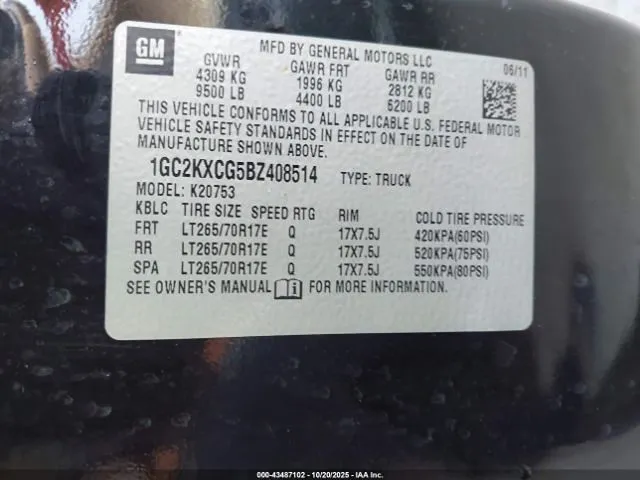 GM
MFD BY GENERAL MOTORS LLC
06/11
GVWR GAWR FRT GAWR RR
4309 KG 1996 KG 2812 KG
9500 LB 4400 LB 6200 LB
THIS VEHICLE CONFORMS TO ALL APPLICABLE U.S. FEDERAL MOTOR
VEHICLE SAFETY STANDARDS IN EFFECT ON THE DATE OF
MANUFACTURE SHOWN ABOVE.
1GC2KXCG5BZ408514 TYPE: TRUCK
MODEL: K20753
KBLC TIRE SIZE SPEED RTG RIM COLD TIRE PRESSURE
FRT LT265/70R17E Q 17X7.5J 420KPA(60PSI)
RR LT265/70R17E Q 17X7.5J 520KPA(75PSI)
SPA LT265/70R17E Q 17X7.5J 550KPA(80PSI)
SEE OWNER'S MANUAL FOR MORE INFORMATION.
000-43487102 - 10/20/2025 - IAAI, Inc.